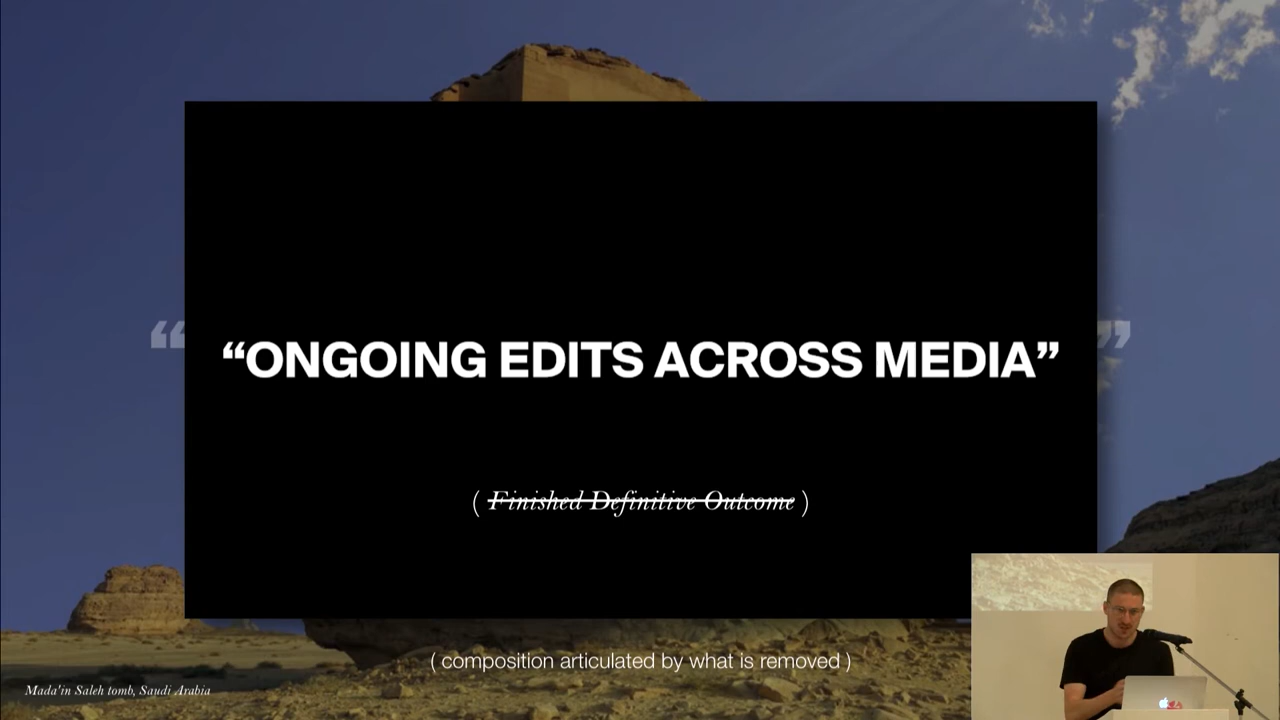 “ ”
“ONGOING EDITS ACROSS MEDIA”
( Finished Definitive Outcome )
( composition articulated by what is removed )
Mada'in Saleh tomb, Saudi Arabia